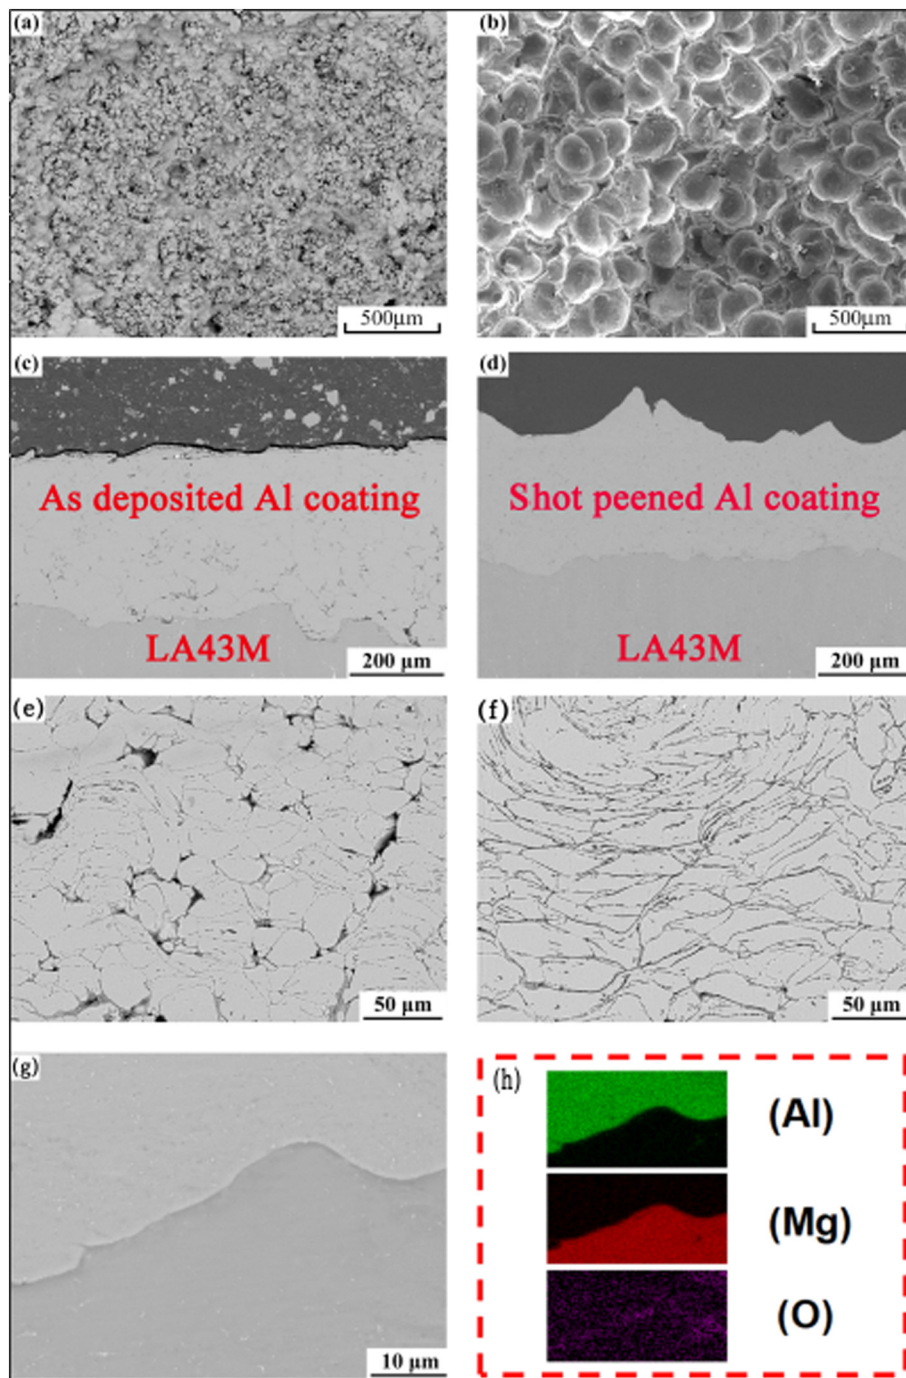 (a)
(b)
500μm
500μm
(c)
(d)
As deposited Al coating
Shot peened Al coating
LA43M
LA43M
200 μm
200 μm
(e)
(f)
50 μm
50 μm
(g)
(h)
(Al)
(Mg)
(O)
10 μm